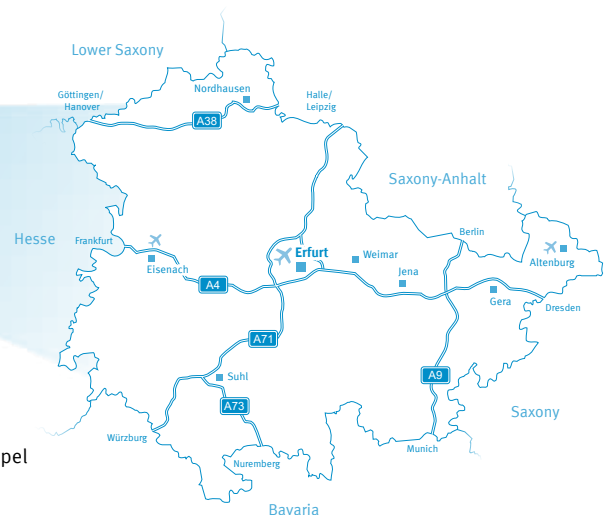 Lower Saxony
Göttingen/
Hanover
Nordhausen
Halle/
Leipzig
A38
Saxony-Anhalt
Hesse
Frankfurt
Eisenach
Erfurt
Weimar
Berlin
Altenburg
Jena
A4
Gera
Dresden
A71
Suhl
A9
A73
Saxony
Würzburg
Munich
pel
Nuremberg
Bavaria